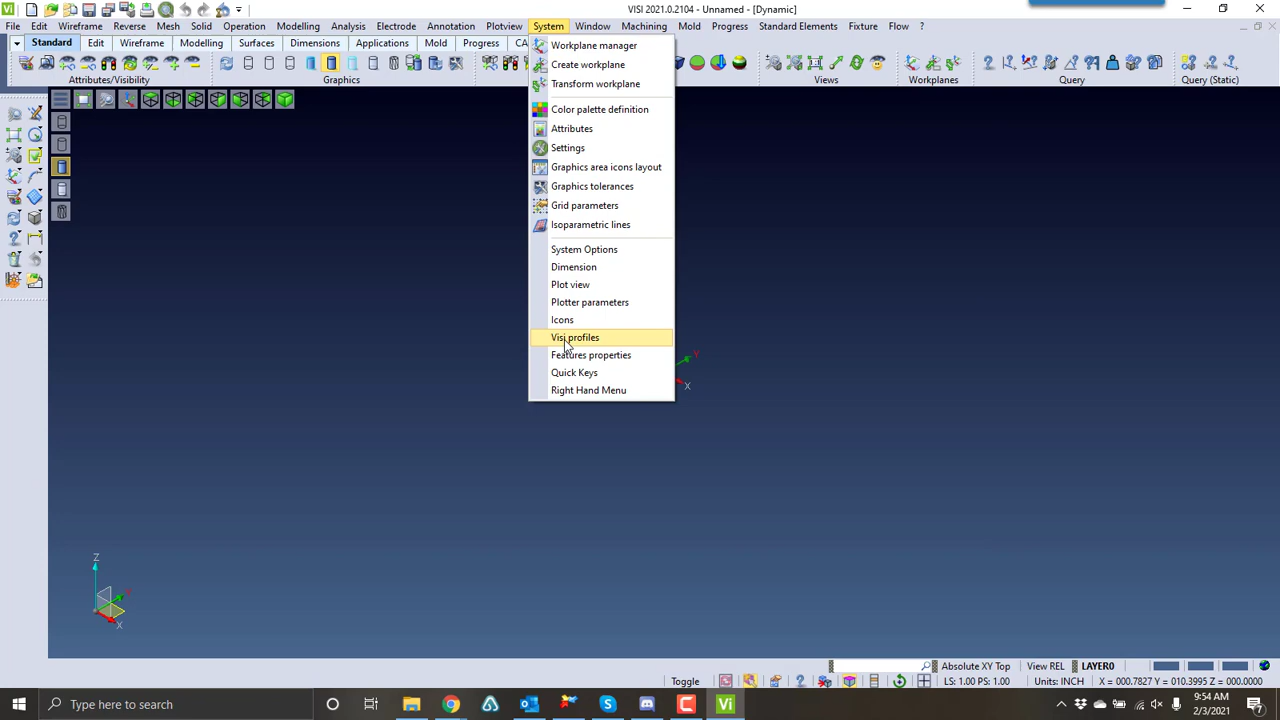 VISI 2021.0.2104 - Unnamed - [Dynamic]
File Edit Wireframe Reverse Mesh Solid Operation Modelling Analysis Electrode Annotation Plotview System Window Machining Mold Progress Standard Elements Fixture Flow ?
Standard Edit Wireframe Modelling Surfaces Dimensions Applications Mold Progress
Attributes/Visibility Graphics Views Workplanes Query Query (Static)
Workplane manager
Create workplane
Transform workplane
Color palette definition
Attributes
Settings
Graphics area icons layout
Graphics tolerances
Grid parameters
Isoparametric lines
System Options
Dimension
Plot view
Plotter parameters
Icons
Visi profiles
Features properties
Quick Keys
Right Hand Menu
Y
X
Z
Y
X
Absolute XY Top View REL LAYER0
Toggle LS: 1.00 PS: 1.00 Units: INCH X = 000.7827 Y = 010.3995 Z = 000.0000
Type here to search
9:54 AM
2/3/2021